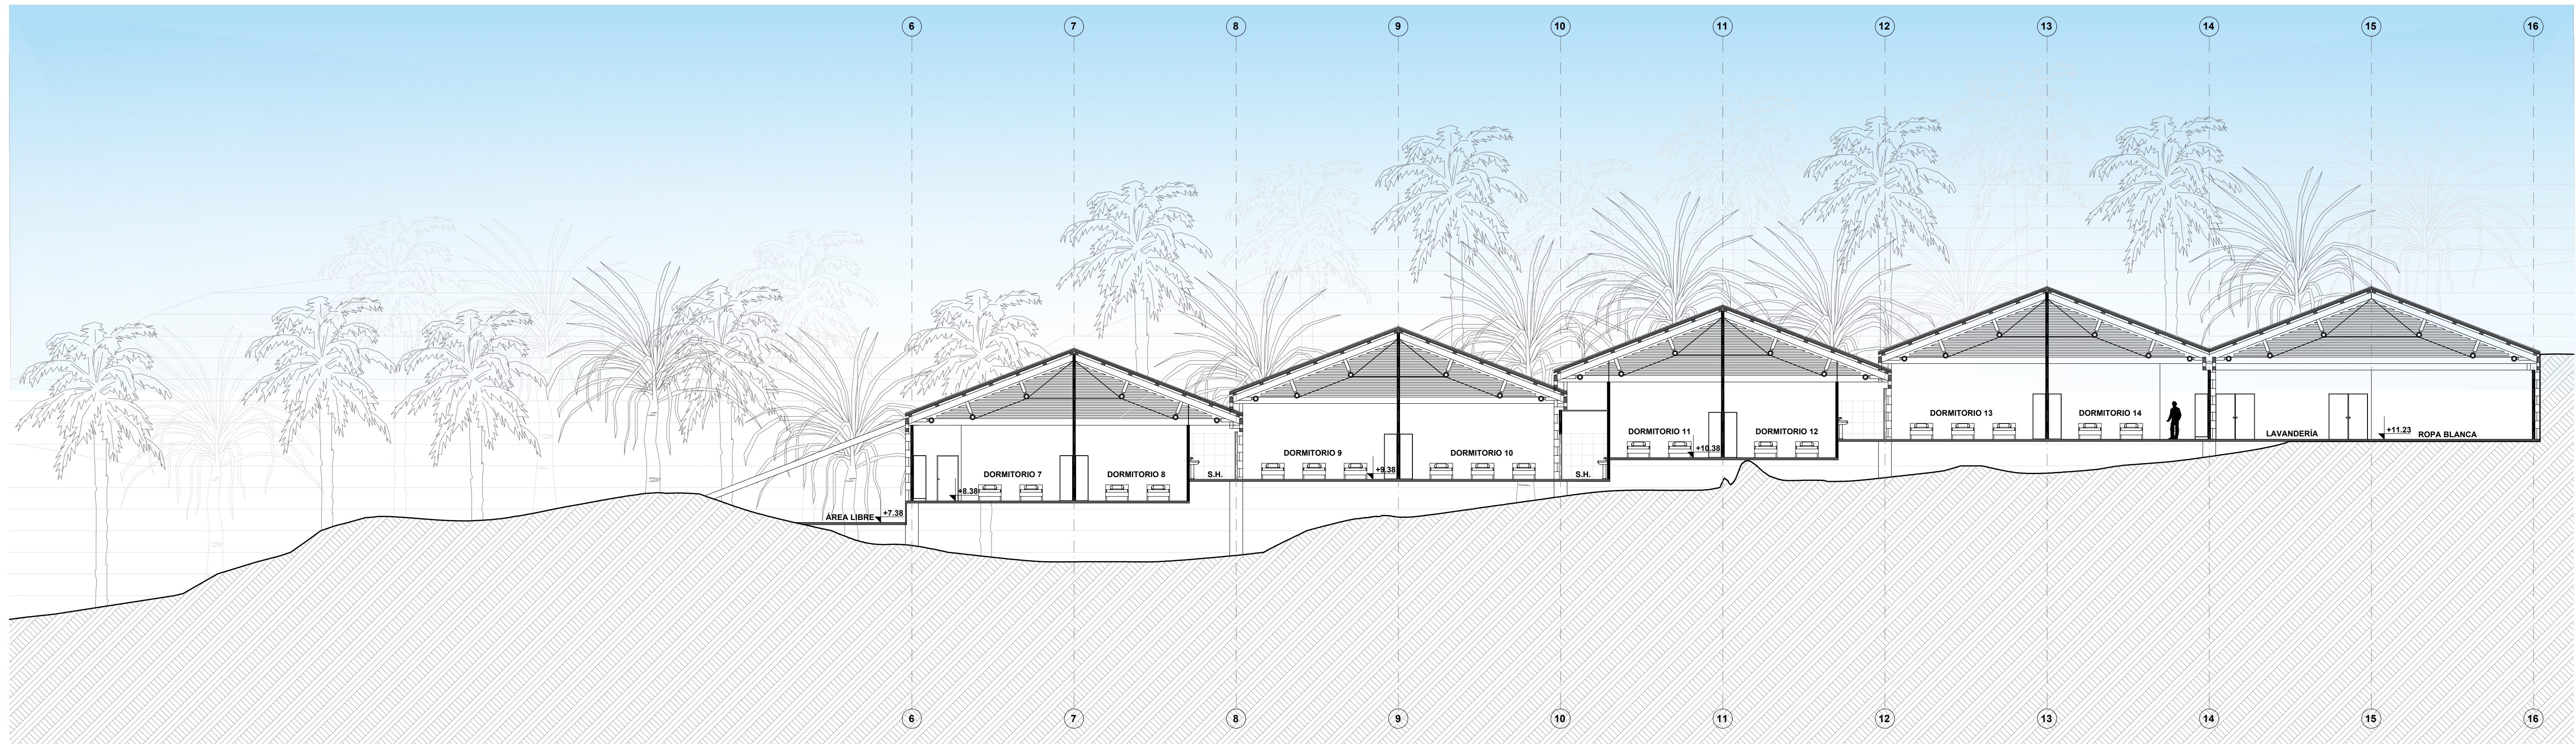 6 7 8 9 10 11 12 13 14 15 16
DORMITORIO 13 DORMITORIO 14
+11.23
LAVANDERÍA ROPA BLANCA
DORMITORIO 11 DORMITORIO 12
+10.38
DORMITORIO 9 DORMITORIO 10
+9.38
S.H. S.H.
DORMITORIO 7 DORMITORIO 8
+8.38
+7.38
ÁREA LIBRE
6 7 8 9 10 11 12 13 14 15 16